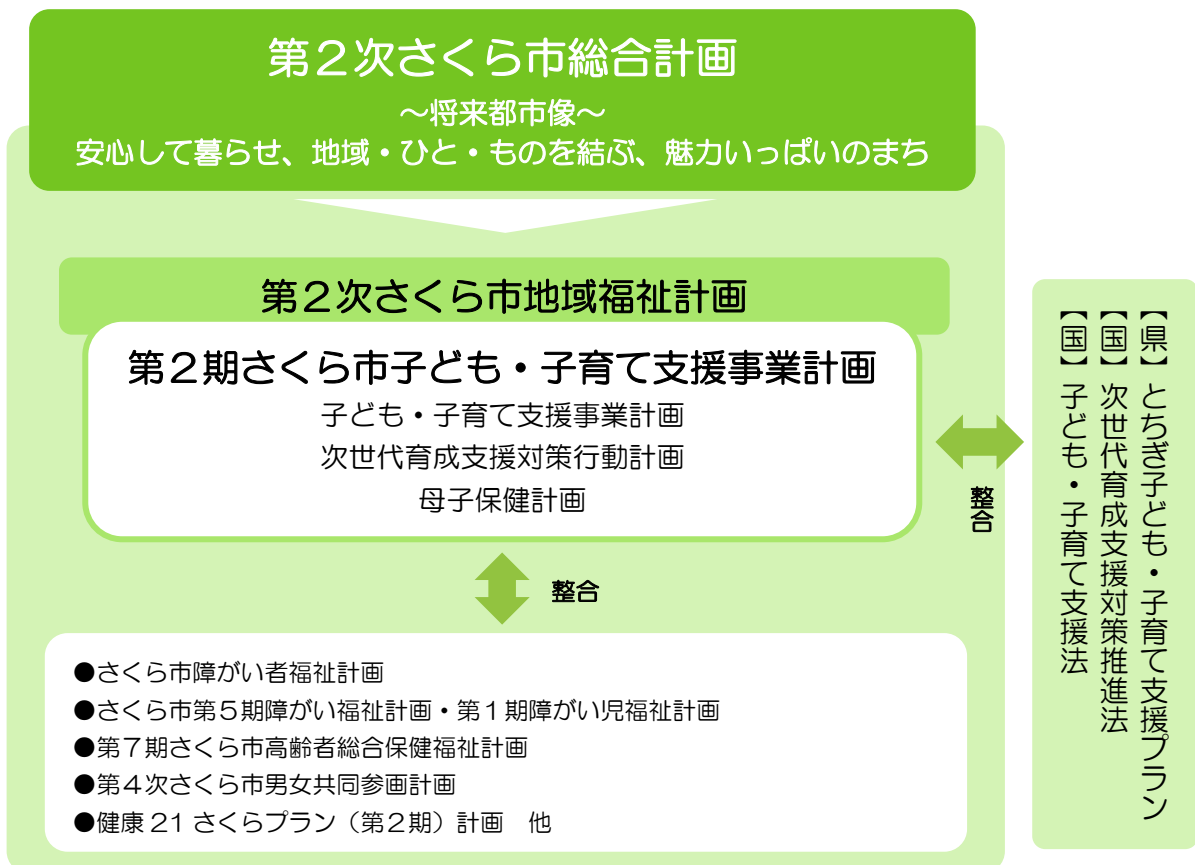 第２次さくら市総合計画
～将来都市像～
安心して暮らせ、地域・ひと・ものを結ぶ、魅力いっぱいのまち
第２次さくら市地域福祉計画
第２期さくら市子ども・子育て支援事業計画
子ども・子育て支援事業計画
次世代育成支援対策行動計画
母子保健計画
整合
整合
●さくら市障がい者福祉計画
●さくら市第５期障がい福祉計画・第１期障がい児福祉計画
●第７期さくら市高齢者総合保健福祉計画
●第４次さくら市男女共同参画計画
●健康 21 さくらプラン（第２期）計画　他
【県】とちぎ子ども・子育て支援プラン
【国】次世代育成支援対策推進法
【国】子ども・子育て支援法